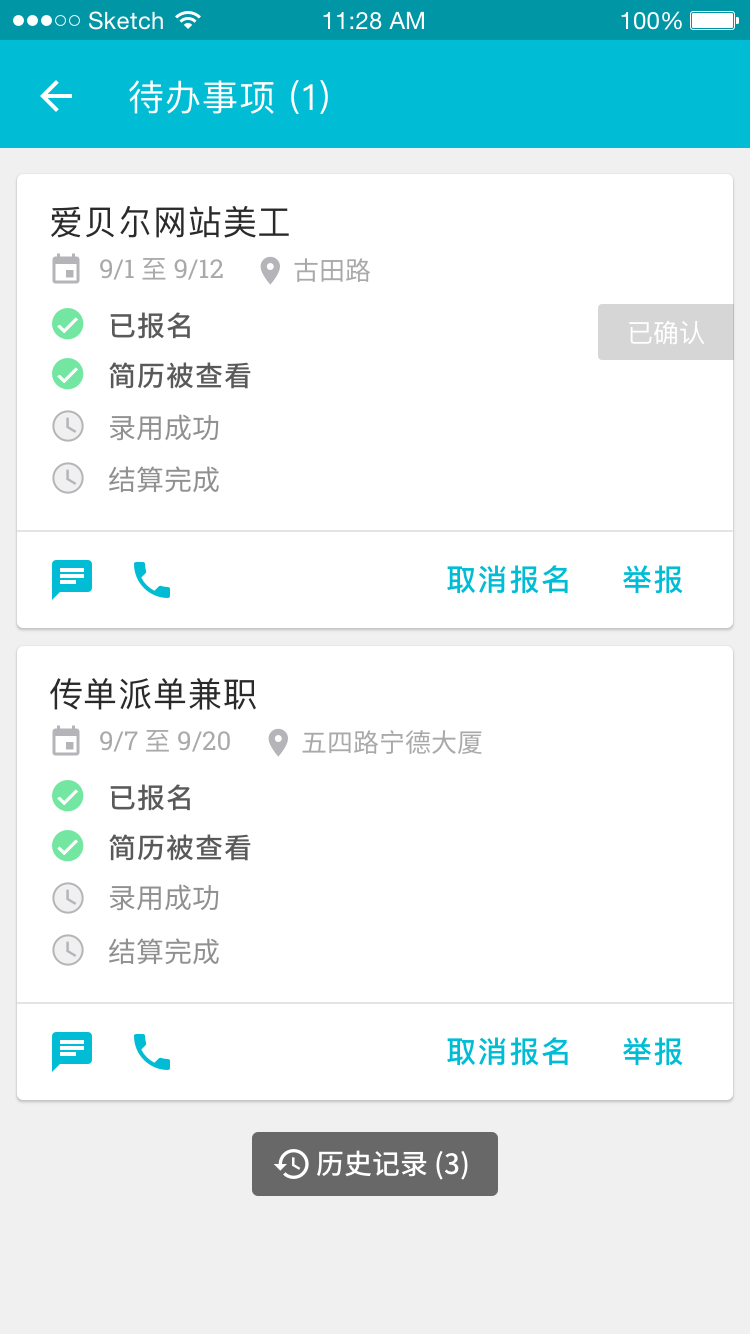 Sketch 11:28 AM 100%
待办事项 (1)
爱贝尔网站美工
9/1 至 9/12 古田路
已报名
已确认
简历被查看
录用成功
结算完成
取消报名 举报
传单派单兼职
9/7 至 9/20 五四路宁德大厦
已报名
简历被查看
录用成功
结算完成
取消报名 举报
历史记录 (3)